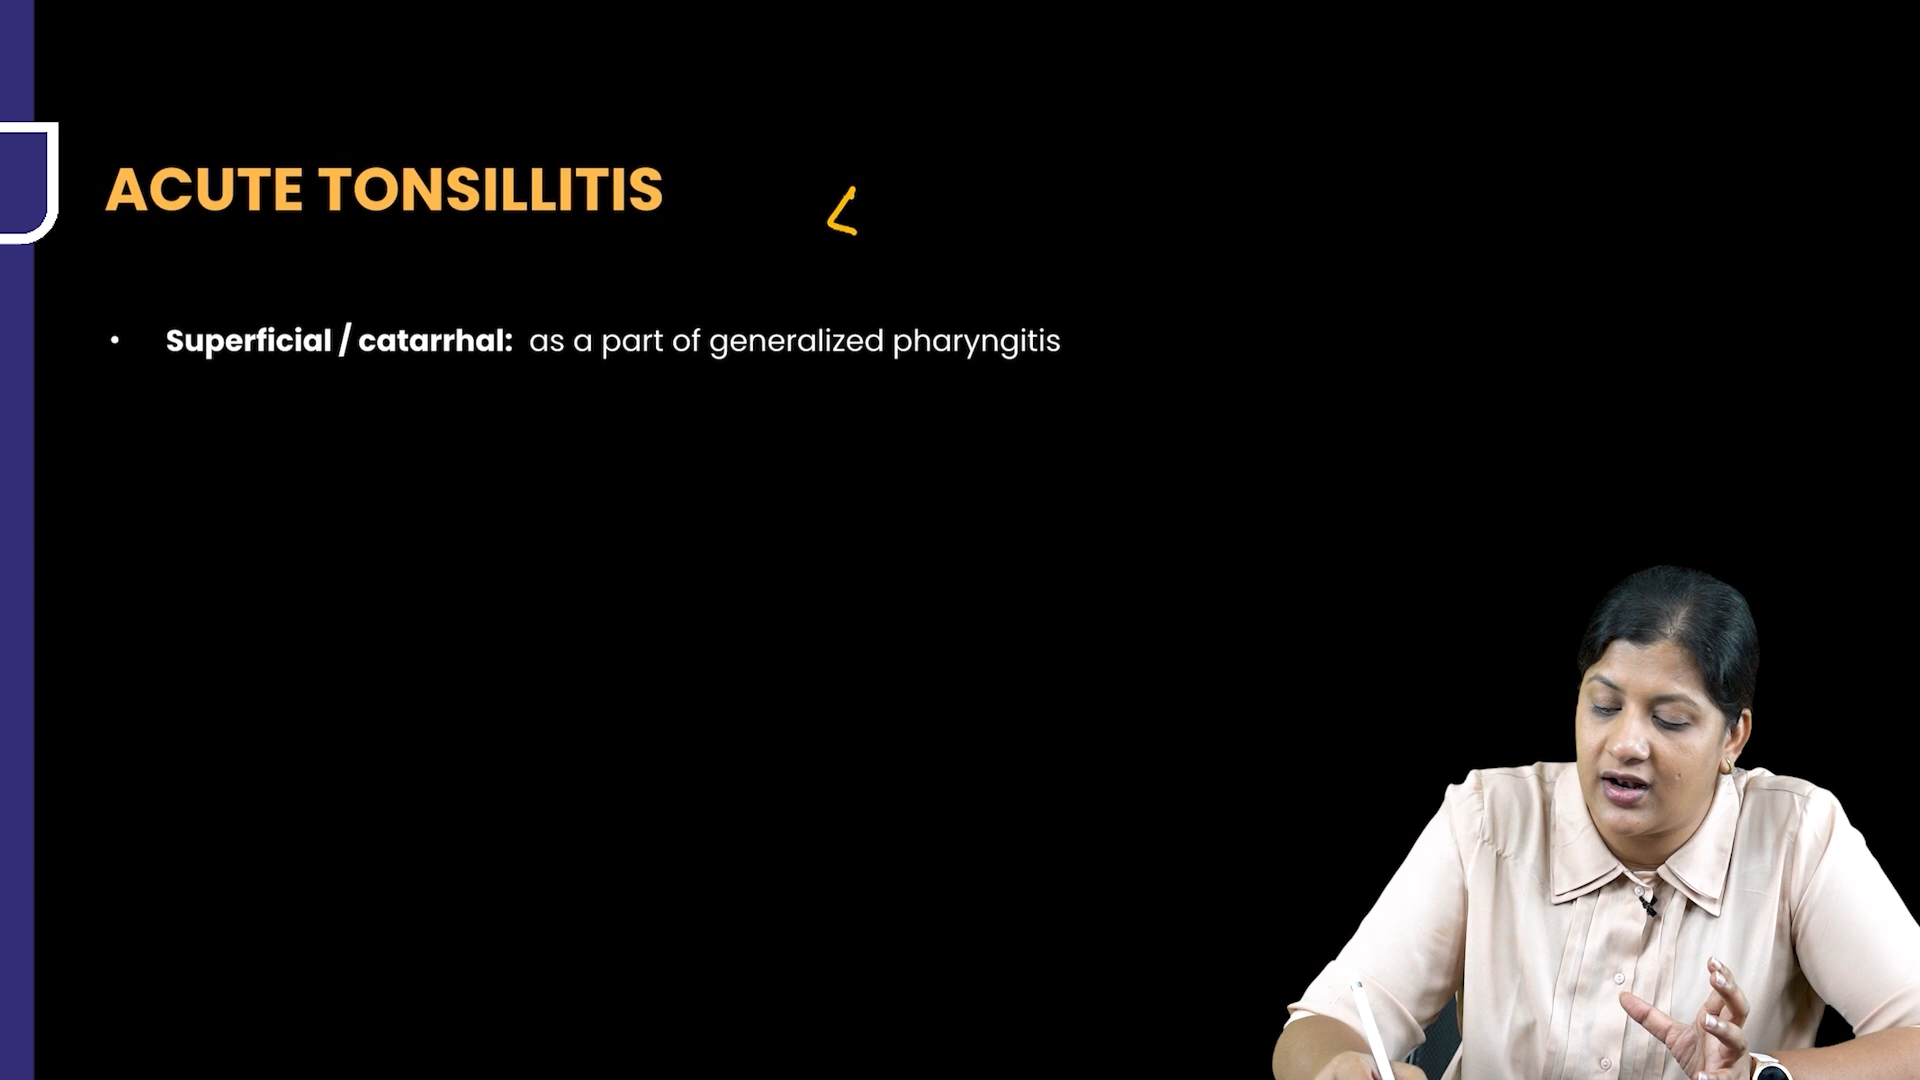 ACUTE TONSILLITIS
• Superficial / catarrhal: as a part of generalized pharyngitis